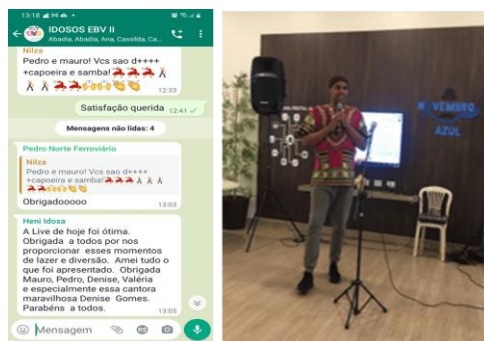 13:18
IDOSOS EBV II
Abadia, Abadia, Ana, Cassilda, Ca...
Nilza
Pedro e mauro! Vcs sao d++++
+capoeira e samba!💃💃💃🚶
🚶🚶💃💃🙌🙌👏👏
12:33
Satisfação querida 12:41
Mensagens não lidas: 4
Pedro Norte Ferroviário
Nilza
Pedro e mauro! Vcs sao d++++
+capoeira e samba!💃💃💃🚶🚶🚶
💃💃🙌🙌👏👏
Obrigadooooo
13:03
Heni Idosa
A Live de hoje foi ótima.
Obrigada a todos por nos
proporcionar esses momentos
de lazer e diversão. Amei tudo o
que foi apresentado. Obrigada
Mauro, Pedro, Denise, Valéria
e especialmente essa cantora
maravilhosa Denise Gomes.
Parabéns a todos.
13:05
Mensagem
N VEMBRO
AZUL